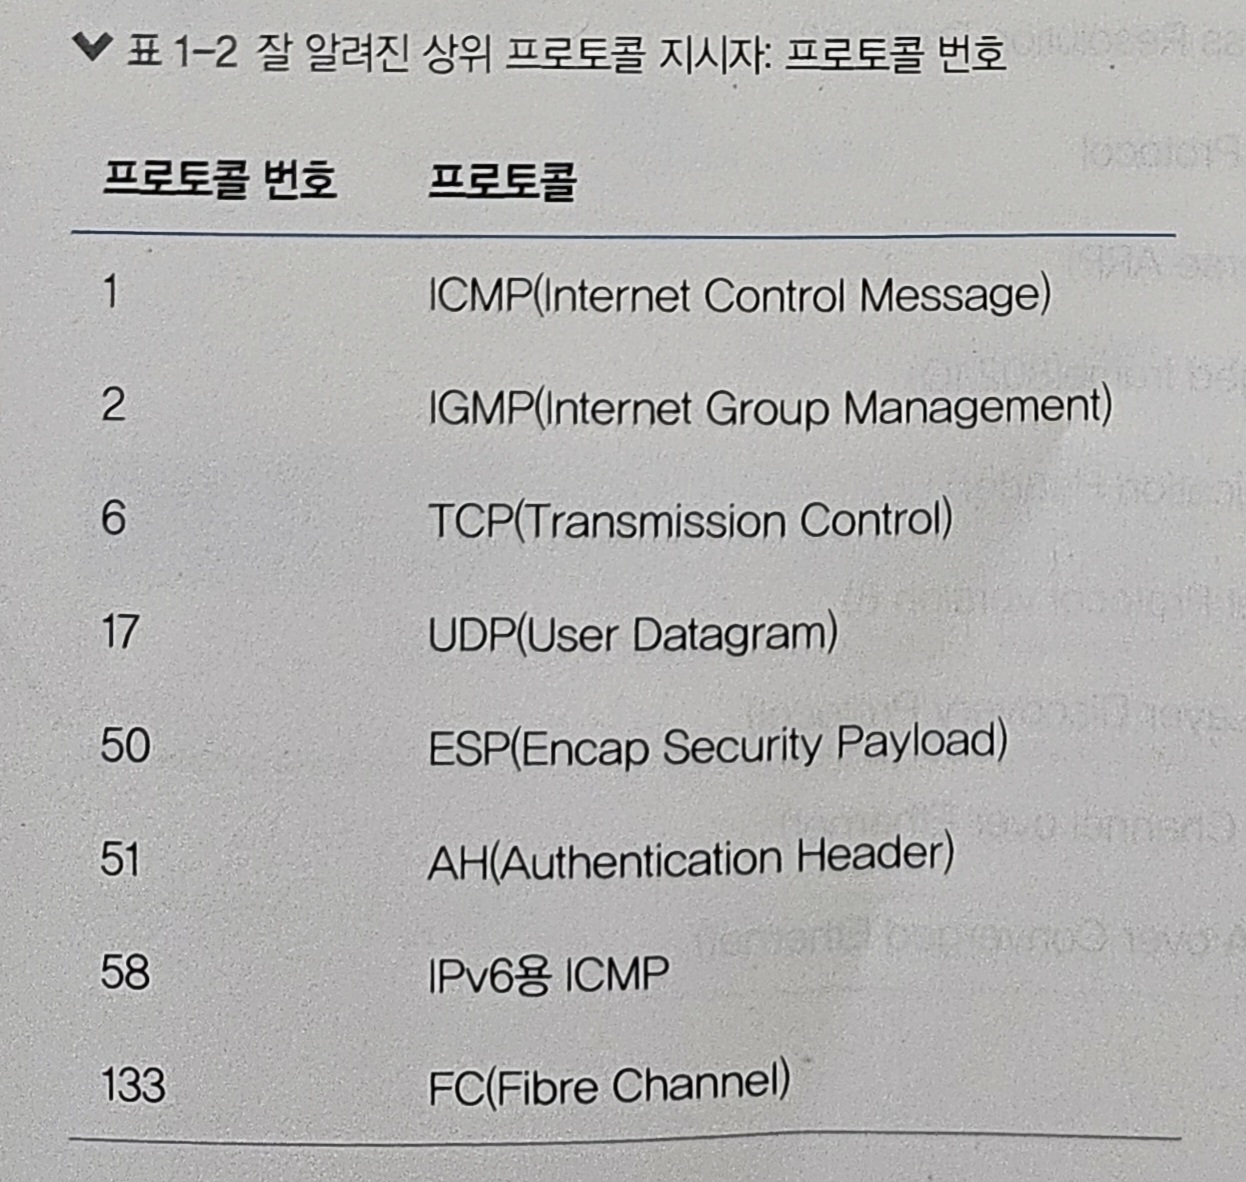 표 1-2 잘 알려진 상위 프로토콜 지시자: 프로토콜 번호
프로토콜 번호 프로토콜
1 ICMP(Internet Control Message)
2 IGMP(Internet Group Management)
6 TCP(Transmission Control)
17 UDP(User Datagram)
50 ESP(Encap Security Payload)
51 AH(Authentication Header)
58 IPv6용 ICMP
133 FC(Fibre Channel)